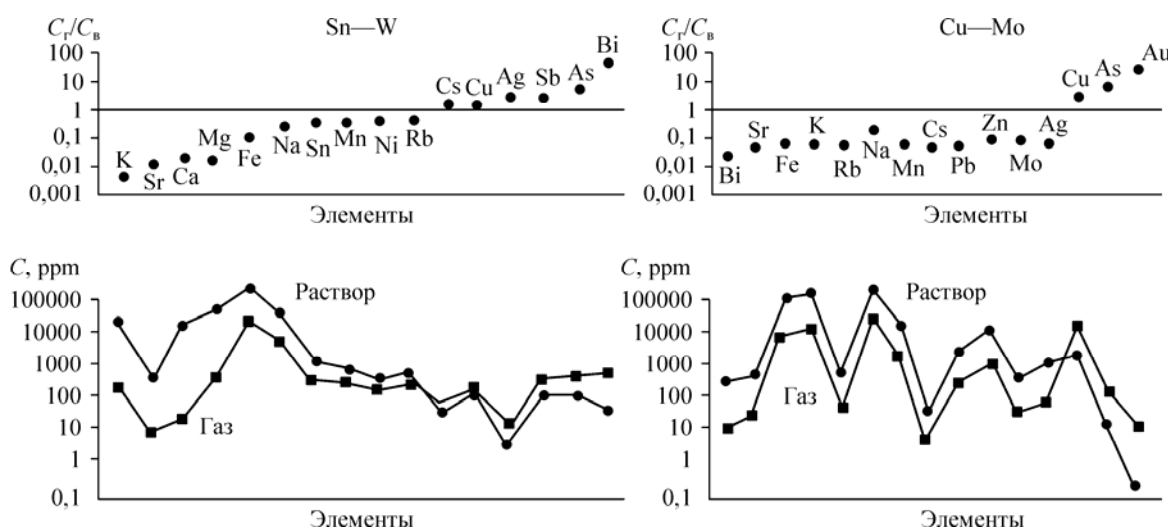 Cг/Cв
Sn—W
100
10
1
0,1
0,01
0,001
K
Sr
Ca
Mg
Fe
Na
Sn
Mn
Ni
Rb
Cs
Cu
Ag
Sb
As
Bi
Элементы
Cг/Cв
Cu—Mo
100
10
1
0,1
0,01
0,001
Bi
Sr
Fe
K
Rb
Na
Mn
Cs
Pb
Zn
Mo
Ag
Cu
As
Au
Элементы
C, ppm
100000
10000
1000
100
10
1
0,1
Раствор
Газ
Элементы
C, ppm
100000
10000
1000
100
10
1
0,1
Раствор
Газ
Элементы